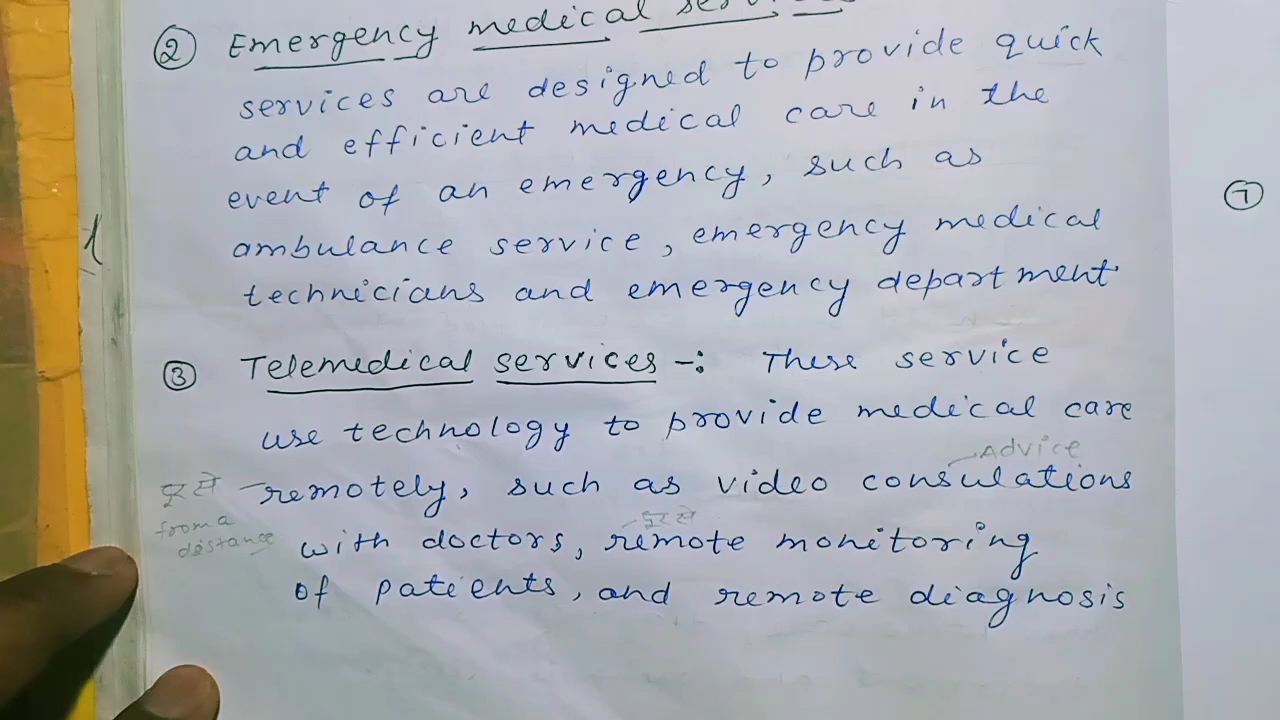 ② Emergency medical services
services are designed to provide quick
and efficient medical care in the
event of an emergency, such as
ambulance service, emergency medical
technicians and emergency department.
③ Telemedical services -: These service
use technology to provide medical care
Advice
दूर से remotely, such as video consulations
from a distance
दूर से
with doctors, remote monitoring
of patients, and remote diagnosis
⑦